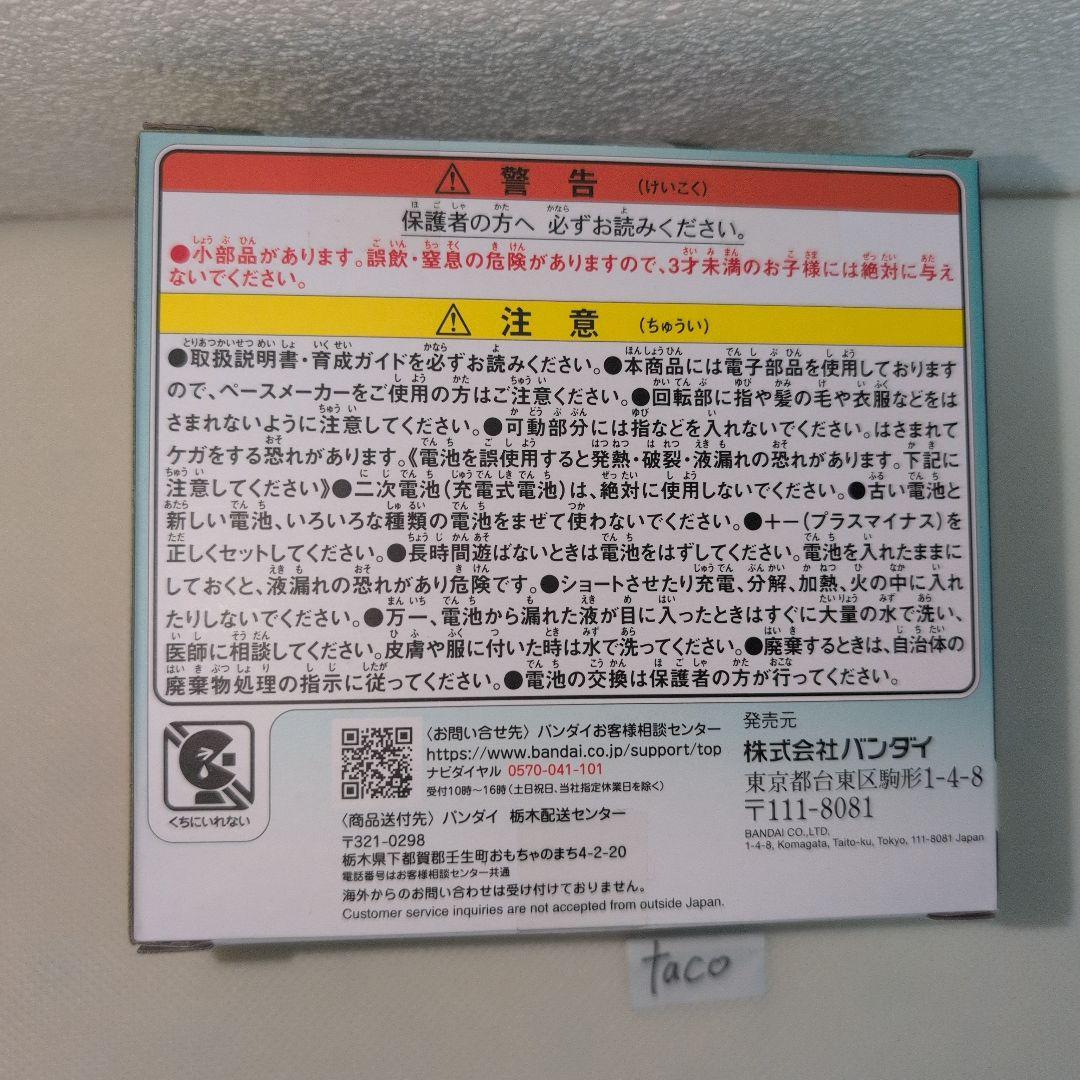 ⚠ 警 告 (けいこく)
保護者の方へ 必ずお読みください。
●小部品があります。誤飲・窒息の危険がありますので、3才未満のお子様には絶対に与え
ないでください。
⚠ 注 意 (ちゅうい)
●取扱説明書・育成ガイドを必ずお読みください。●本商品には電子部品を使用しております
ので、ペースメーカーをご使用の方はご注意ください。●回転部に指や髪の毛や衣服などをは
さまれないように注意してください。●可動部分には指などを入れないでください。はさまれて
ケガをする恐れがあります。《電池を誤使用すると発熱・破裂・液漏れの恐れがあります。下記に
注意してください》●二次電池(充電式電池)は、絶対に使用しないでください。●古い電池と
新しい電池、いろいろな種類の電池をまぜて使わないでください。●+-(プラスマイナス)を
正しくセットしてください。●長時間遊ばないときは電池をはずしてください。電池を入れたままに
しておくと、液漏れの恐れがあり危険です。●ショートさせたり充電、分解、加熱、火の中に入れ
たりしないでください。●万一、電池から漏れた液が目に入ったときはすぐに大量の水で洗い、
医師に相談してください。皮膚や服に付いた時は水で洗ってください。●廃棄するときは、自治体の
廃棄物処理の指示に従ってください。●電池の交換は保護者の方が行ってください。
くちにいれない
〈お問い合せ先〉バンダイお客様相談センター
https://www.bandai.co.jp/support/top
ナビダイヤル 0570-041-101
受付10時〜16時(土日祝日、当社指定休業日を除く)
〈商品送付先〉バンダイ 栃木配送センター
〒321-0298
栃木県下都賀郡壬生町おもちゃのまち4-2-20
電話番号はお客様相談センター共通
海外からのお問い合わせは受け付けておりません。
Customer service inquiries are not accepted from outside Japan.
発売元
株式会社バンダイ
東京都台東区駒形1-4-8
〒111-8081
BANDAI CO.,LTD.
1-4-8, Komagata, Taito-ku, Tokyo, 111-8081 Japan
taco